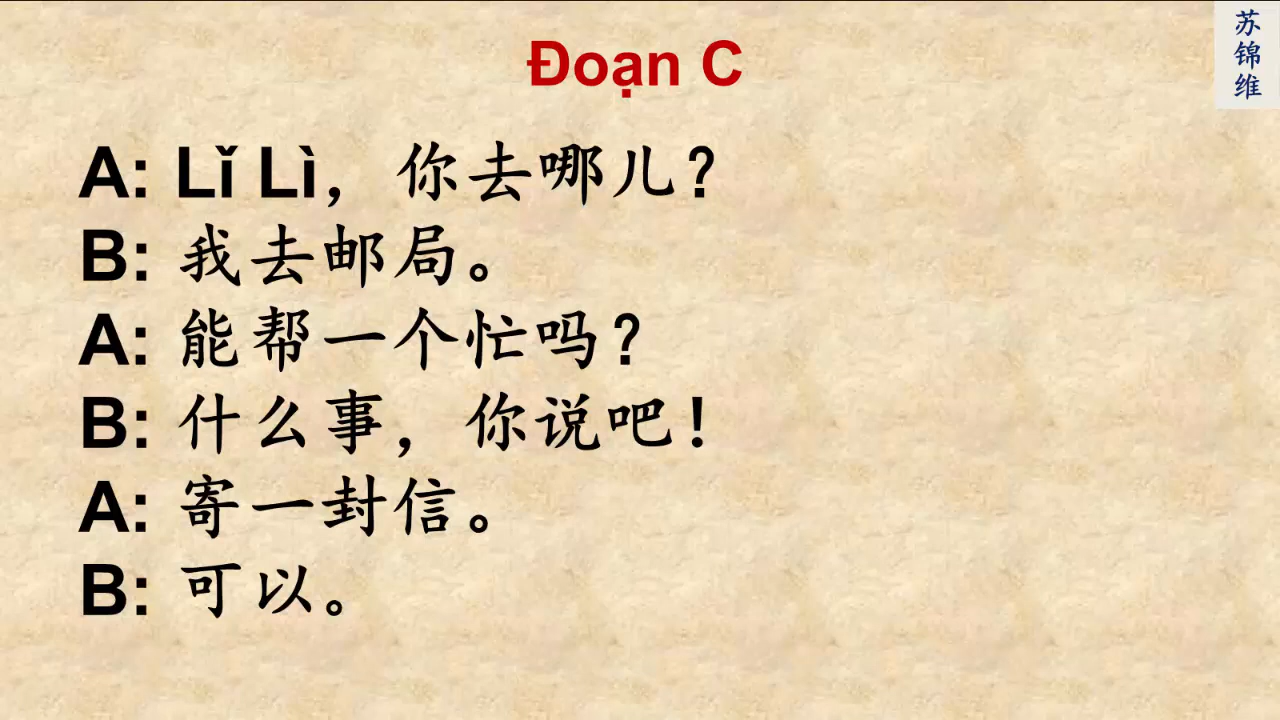 Đoạn C
苏锦维
A: Lǐ Lì，你去哪儿？
B: 我去邮局。
A: 能帮一个忙吗？
B: 什么事，你说吧！
A: 寄一封信。
B: 可以。